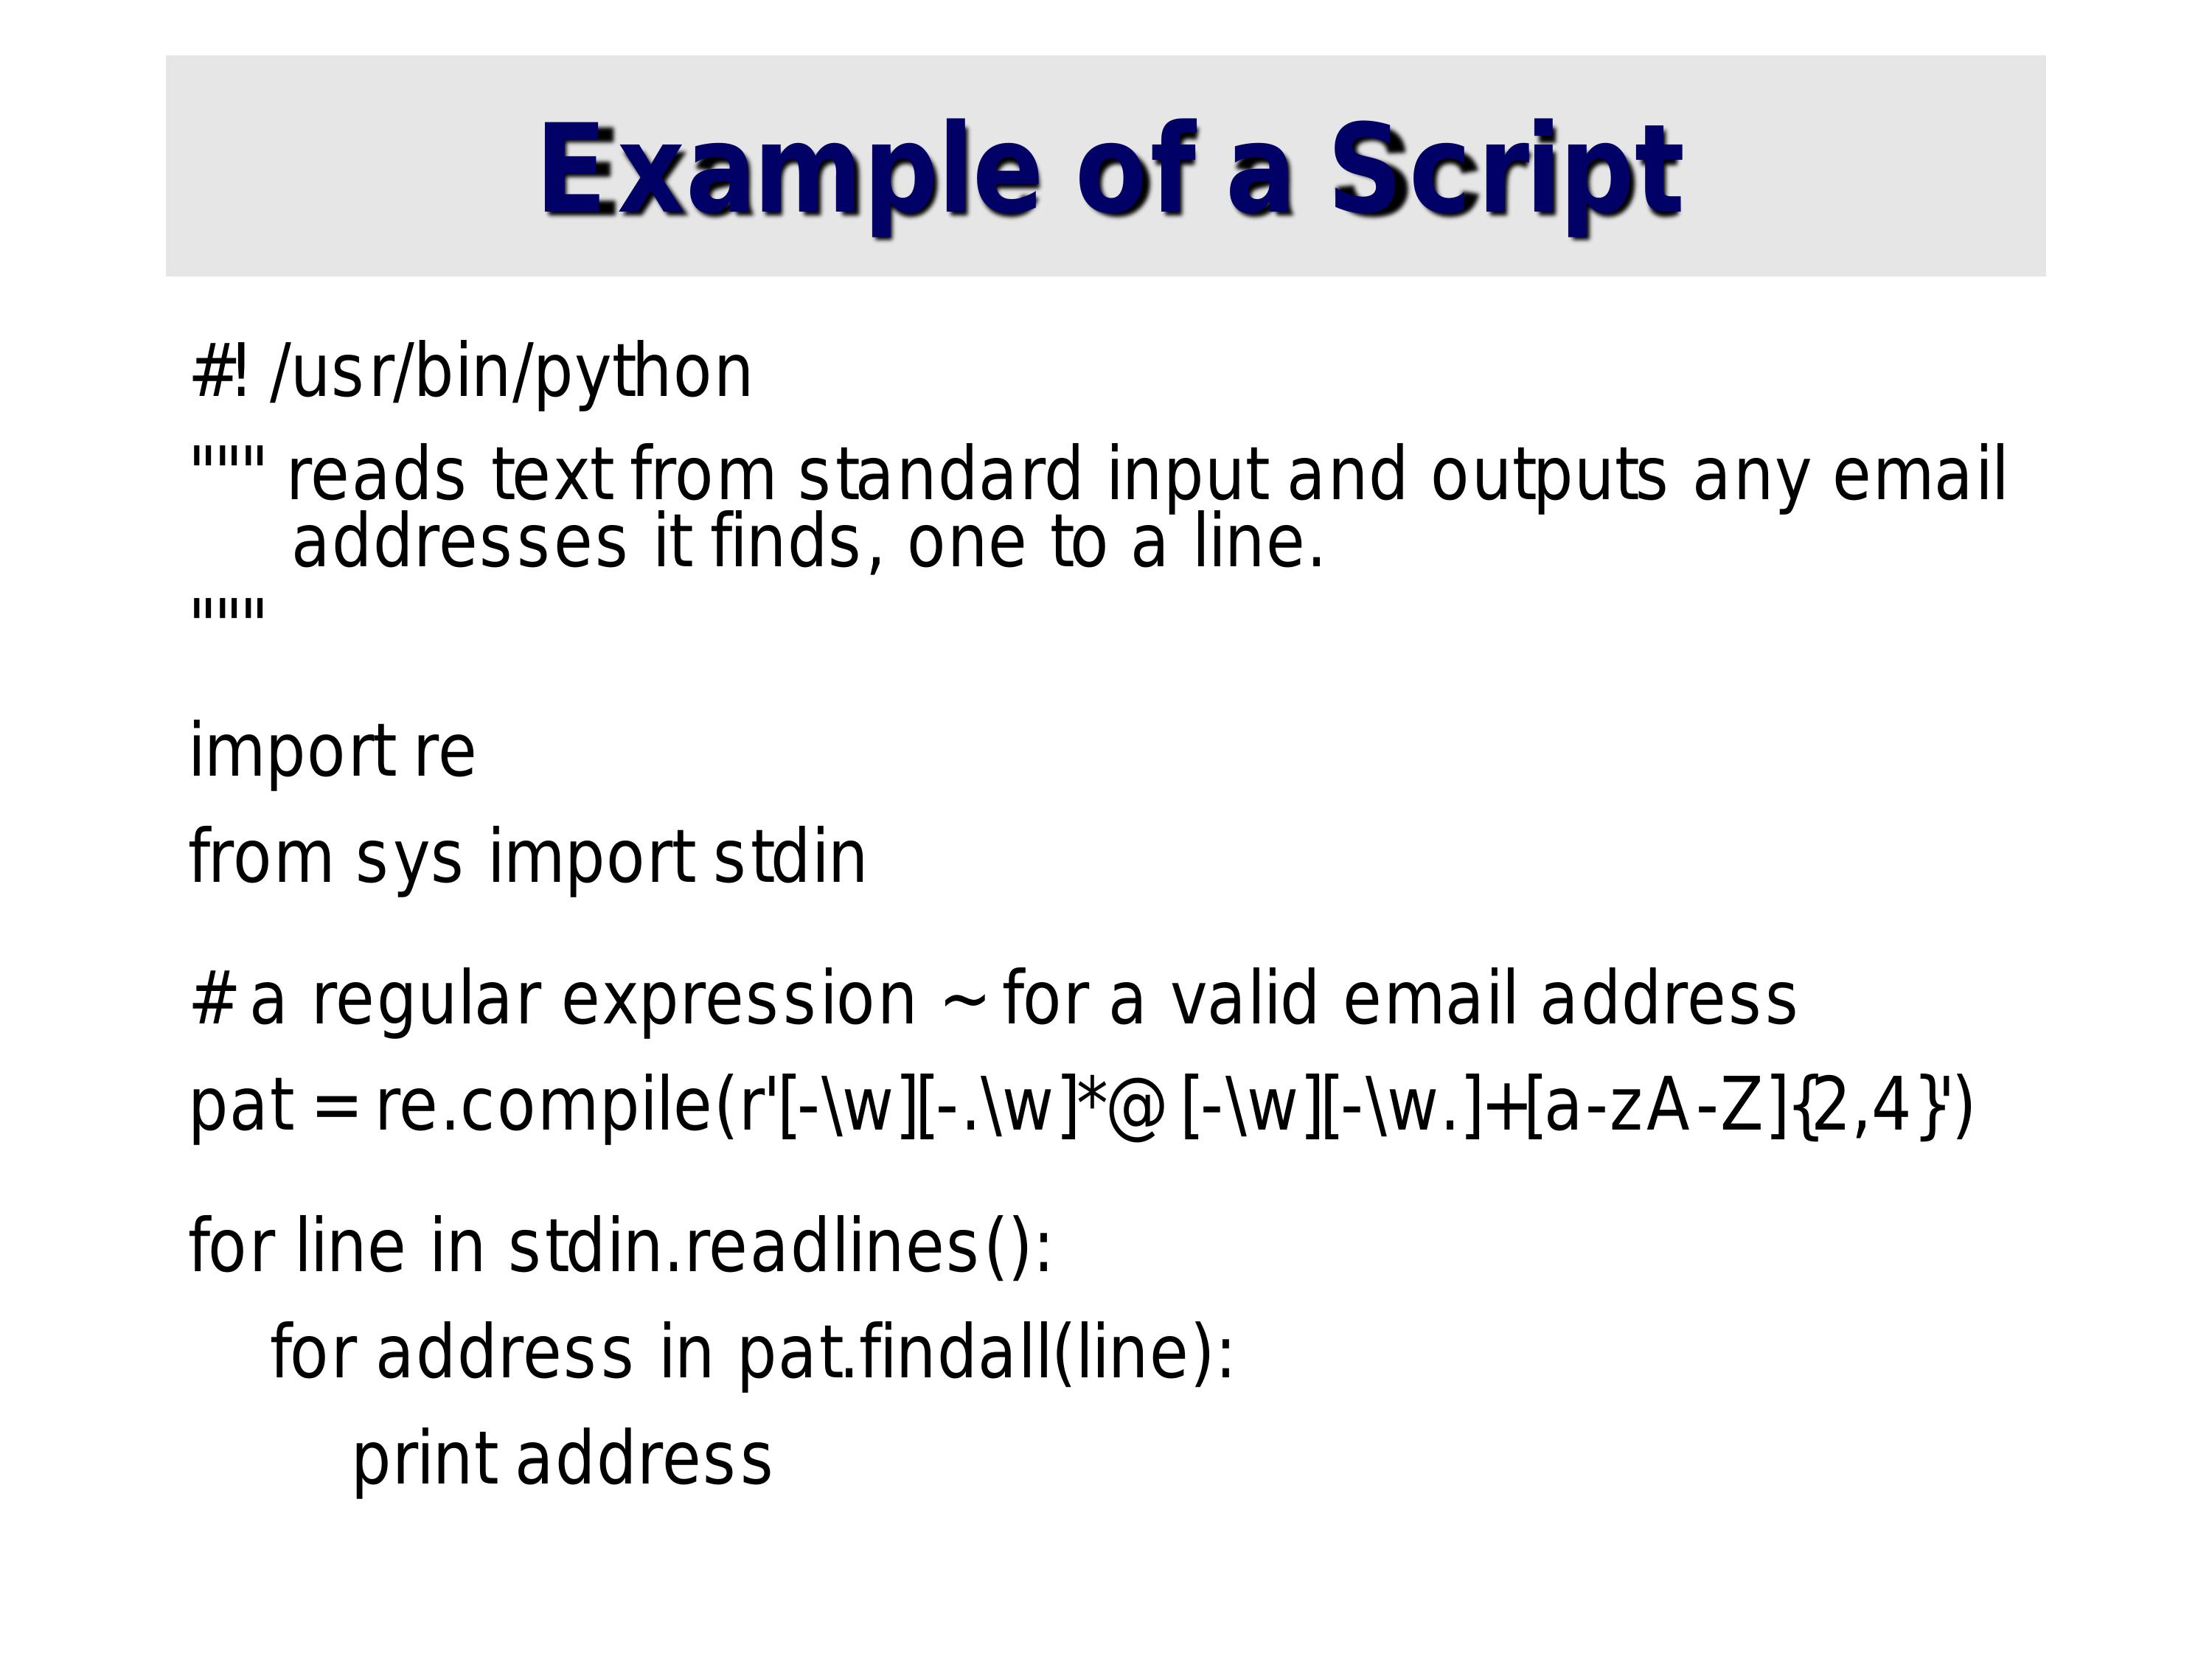 Example of a Script
#! /usr/bin/python
""" reads text from standard input and outputs any email
addresses it finds, one to a line.
"""
import re
from sys import stdin
# a regular expression ~ for a valid email address
pat = re.compile(r'[-\w][-.\w]*@[-\w][-\w.]+[a-zA-Z]{2,4}')
for line in stdin.readlines():
for address in pat.findall(line):
print address